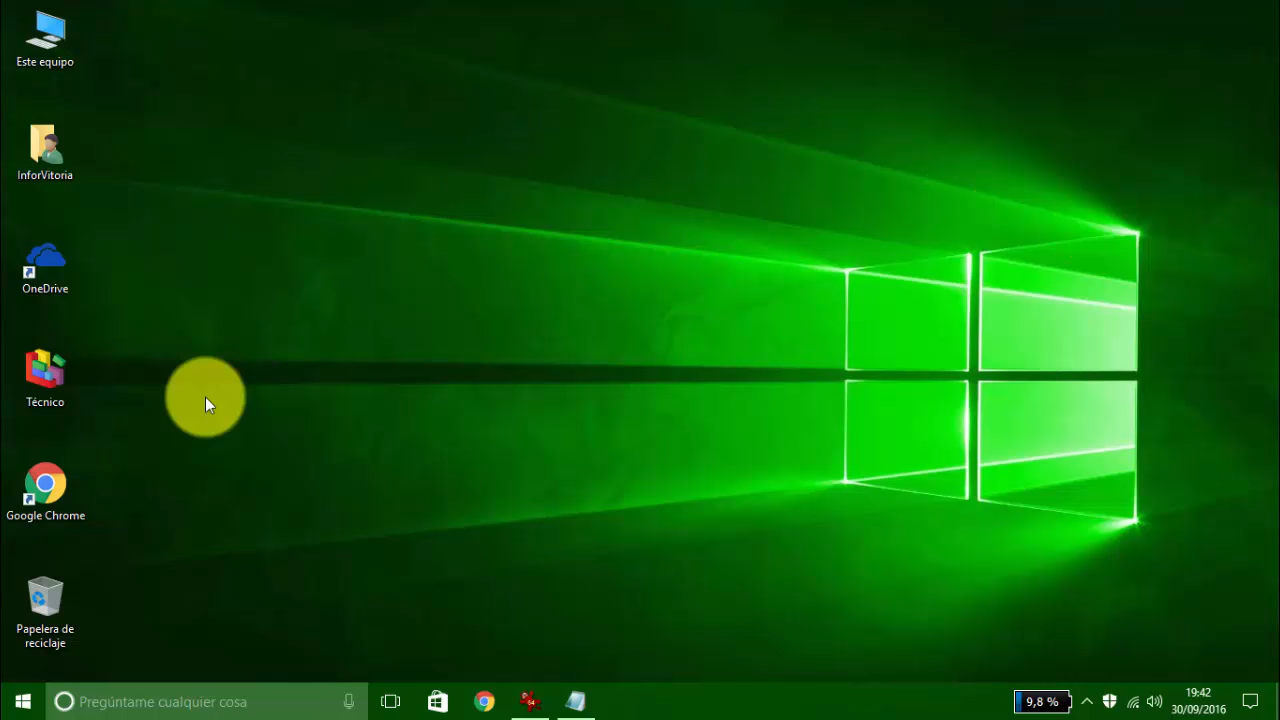 Este equipo
InforVitoria
OneDrive
Técnico
Google Chrome
Papelera de
reciclaje
Pregúntame cualquier cosa
64
9,8 %
19:42
30/09/2016